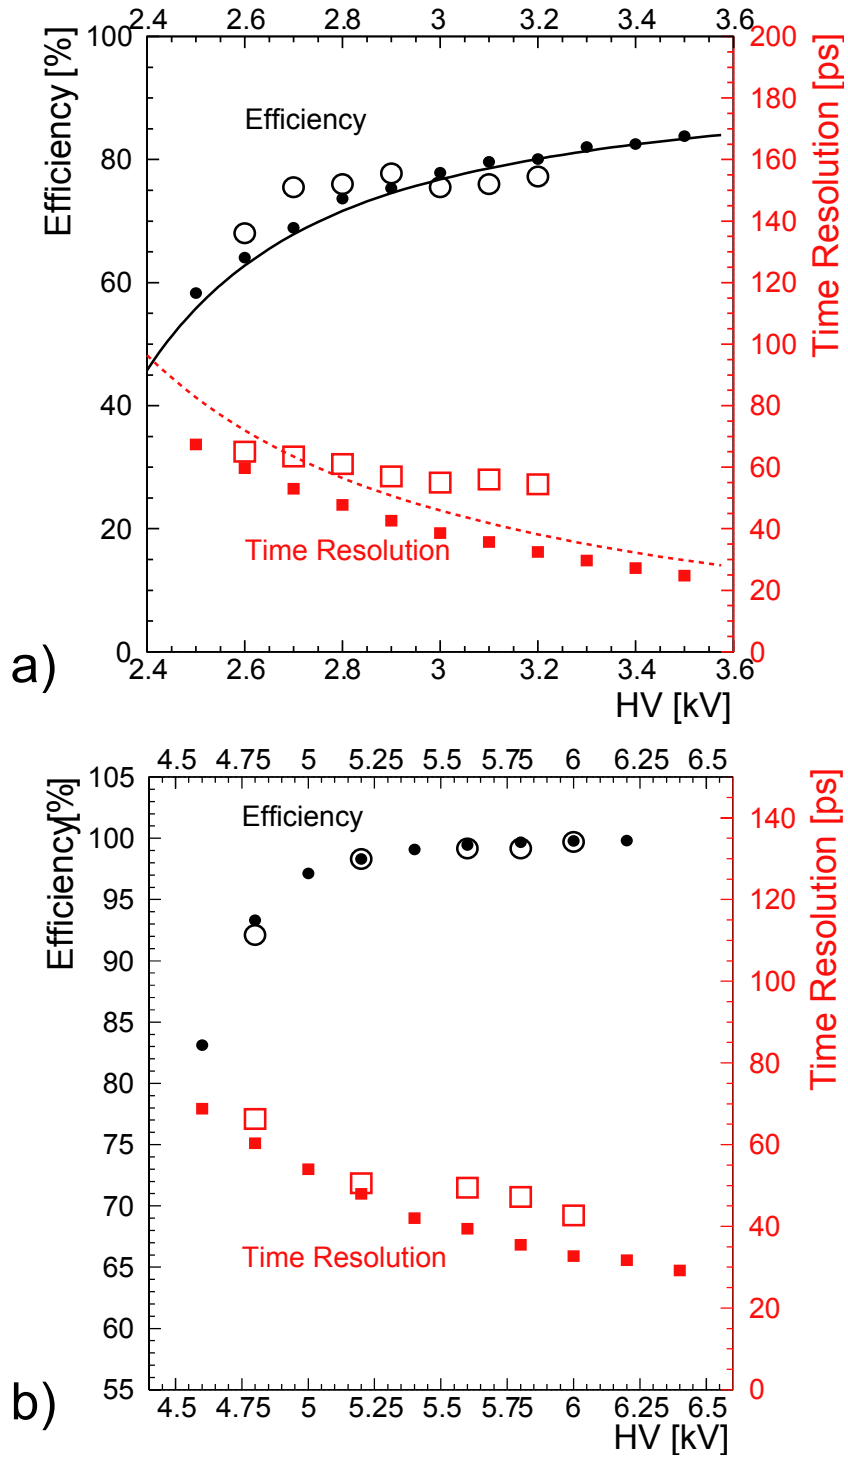 2.4 2.6 2.8 3 3.2 3.4 3.6
100 200
Efficiency [%]
Time Resolution [ps]
Efficiency
180
80 160
140
60 120
100
40 80
60
Time Resolution
20 40
20
0 0
a)
2.4 2.6 2.8 3 3.2 3.4 3.6
HV [kV]
4.5 4.75 5 5.25 5.5 5.75 6 6.25 6.5
105
Efficiency[%]
Time Resolution [ps]
Efficiency
140
100
120
95
90
100
85
80
80
75 60
70
40
Time Resolution
65
20
60
55 0
b)
4.5 4.75 5 5.25 5.5 5.75 6 6.25 6.5
HV [kV]